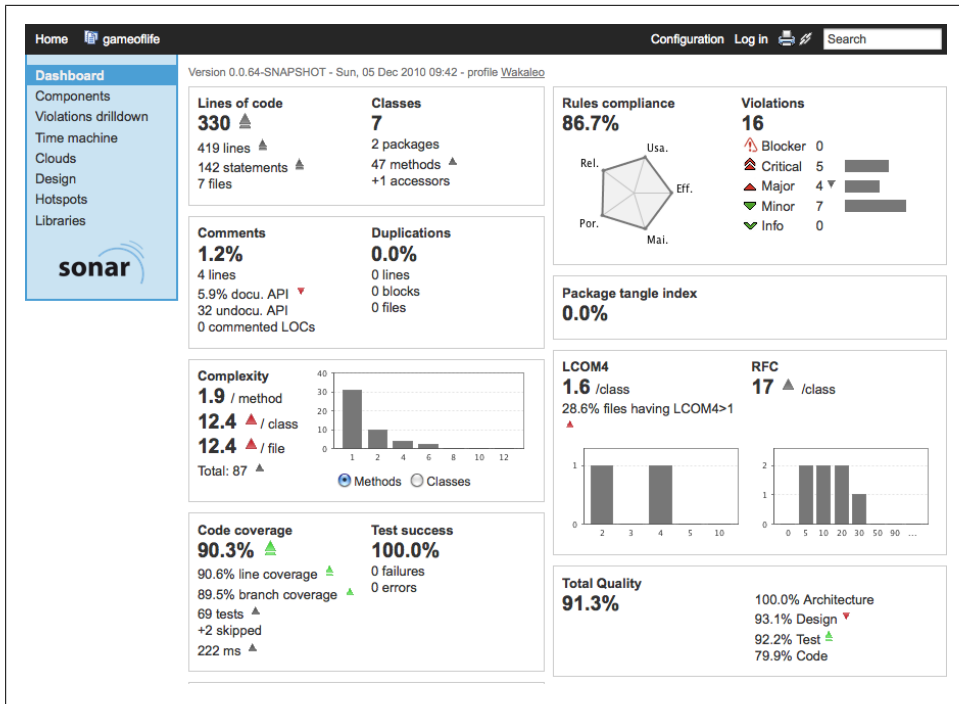 Home gameoflife Configuration Log in Search
Dashboard
Components
Violations drilldown
Time machine
Clouds
Design
Hotspots
Libraries
sonar
Version 0.0.64-SNAPSHOT - Sun, 05 Dec 2010 09:42 - profile Wakaleo
Lines of code
330
419 lines
142 statements
7 files
Classes
7
2 packages
47 methods
+1 accessors
Comments
1.2%
4 lines
5.9% docu. API
32 undocu. API
0 commented LOCs
Duplications
0.0%
0 lines
0 blocks
0 files
Complexity
1.9 / method
12.4 / class
12.4 / file
Total: 87
40
30
20
10
0
1 2 4 6 8 10 12
Methods Classes
Code coverage
90.3%
90.6% line coverage
89.5% branch coverage
69 tests
+2 skipped
222 ms
Test success
100.0%
0 failures
0 errors
Rules compliance
86.7%
Usa.
Rel.
Eff.
Por.
Mai.
Violations
16
Blocker 0
Critical 5
Major 4
Minor 7
Info 0
Package tangle index
0.0%
LCOM4
1.6 /class
28.6% files having LCOM4>1
1
0
2 3 4 5 10
RFC
17 /class
2
1
0
0 5 10 20 30 50 90 ...
Total Quality
91.3%
100.0% Architecture
93.1% Design
92.2% Test
79.9% Code